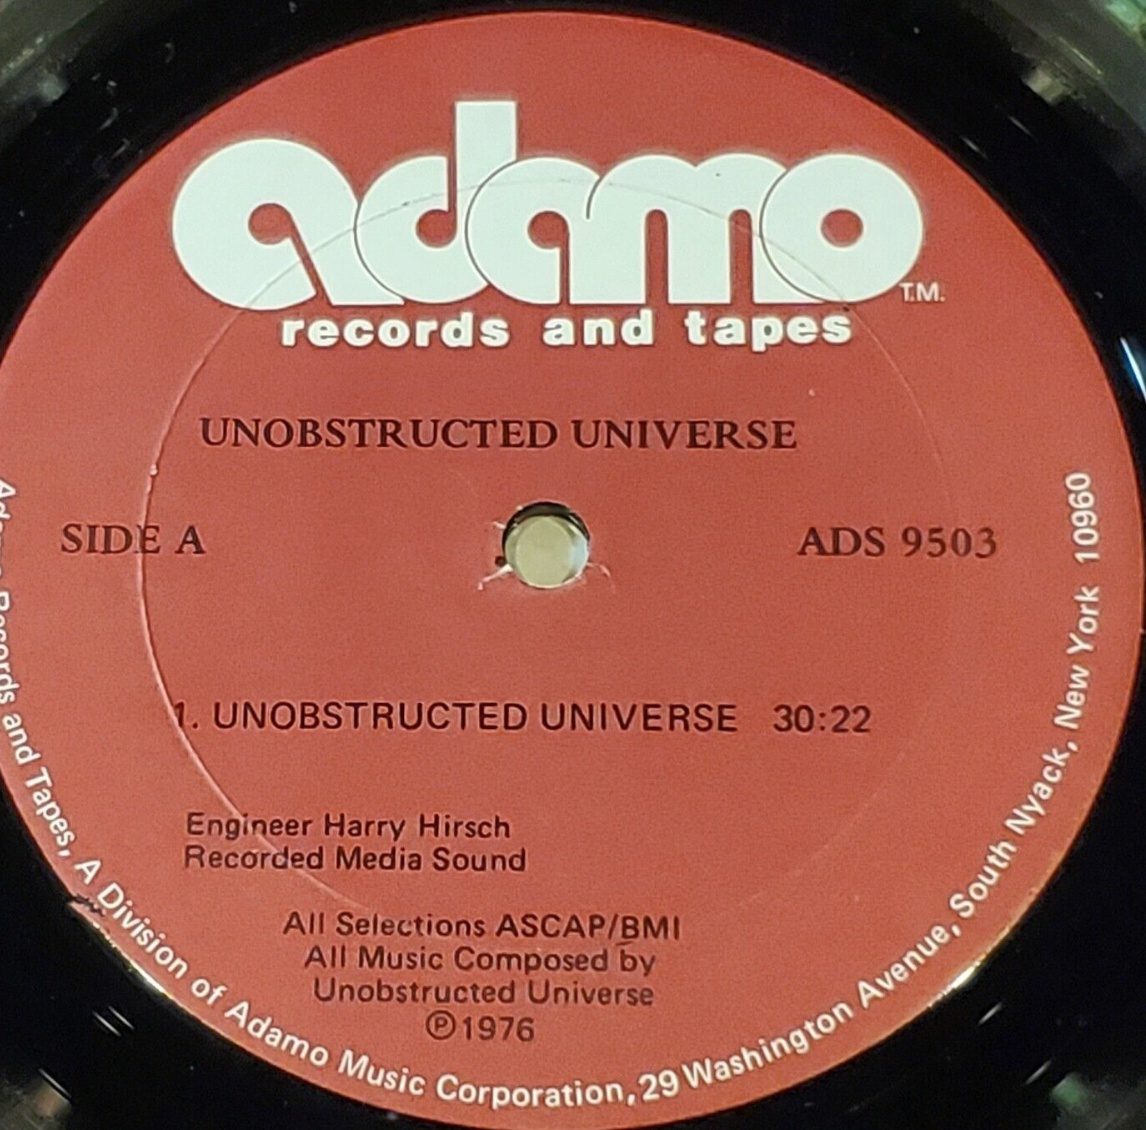 adamo
T.M.
records and tapes
UNOBSTRUCTED UNIVERSE
SIDE A
ADS 9503
1. UNOBSTRUCTED UNIVERSE 30:22
Engineer Harry Hirsch
Recorded Media Sound
All Selections ASCAP/BMI
All Music Composed by
Unobstructed Universe
℗1976
Adamo Records and Tapes, A Division of Adamo Music Corporation, 29 Washington Avenue, South Nyack, New York 10960